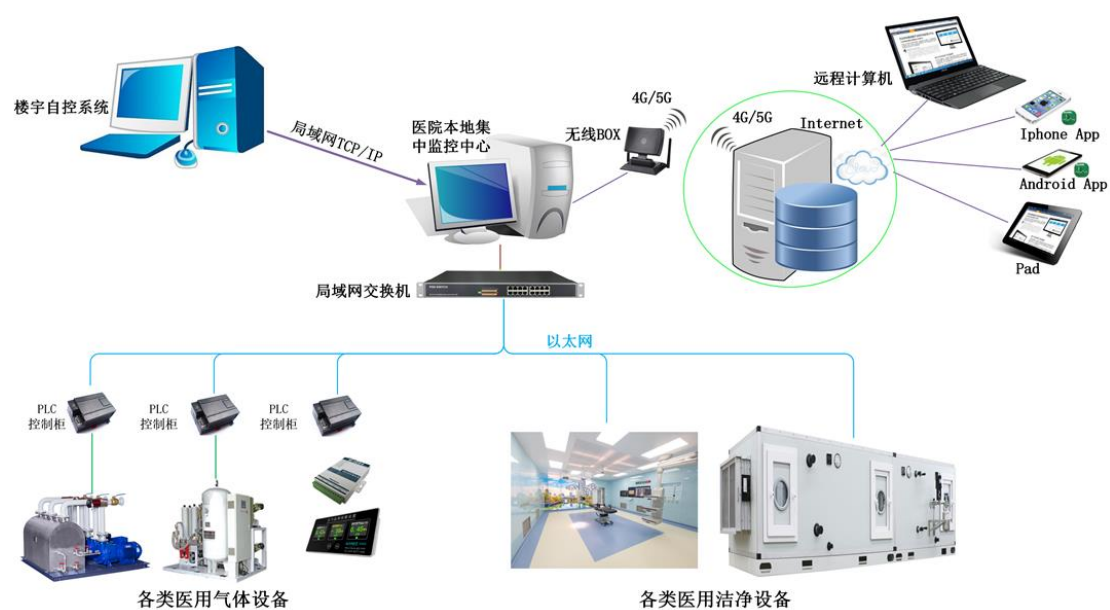 楼宇自控系统
局域网TCP/IP
医院本地集
中监控中心
无线BOX
4G/5G
4G/5G
Internet
远程计算机
Iphone App
Android App
Pad
局域网交换机
以太网
PLC
控制柜
PLC
控制柜
PLC
控制柜
各类医用气体设备
各类医用洁净设备